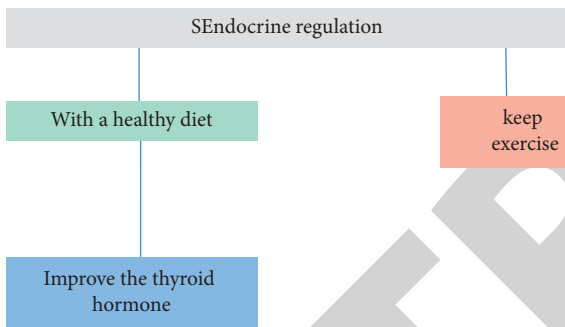 SEndocrine regulation
With a healthy diet
keep
exercise
Improve the thyroid
hormone